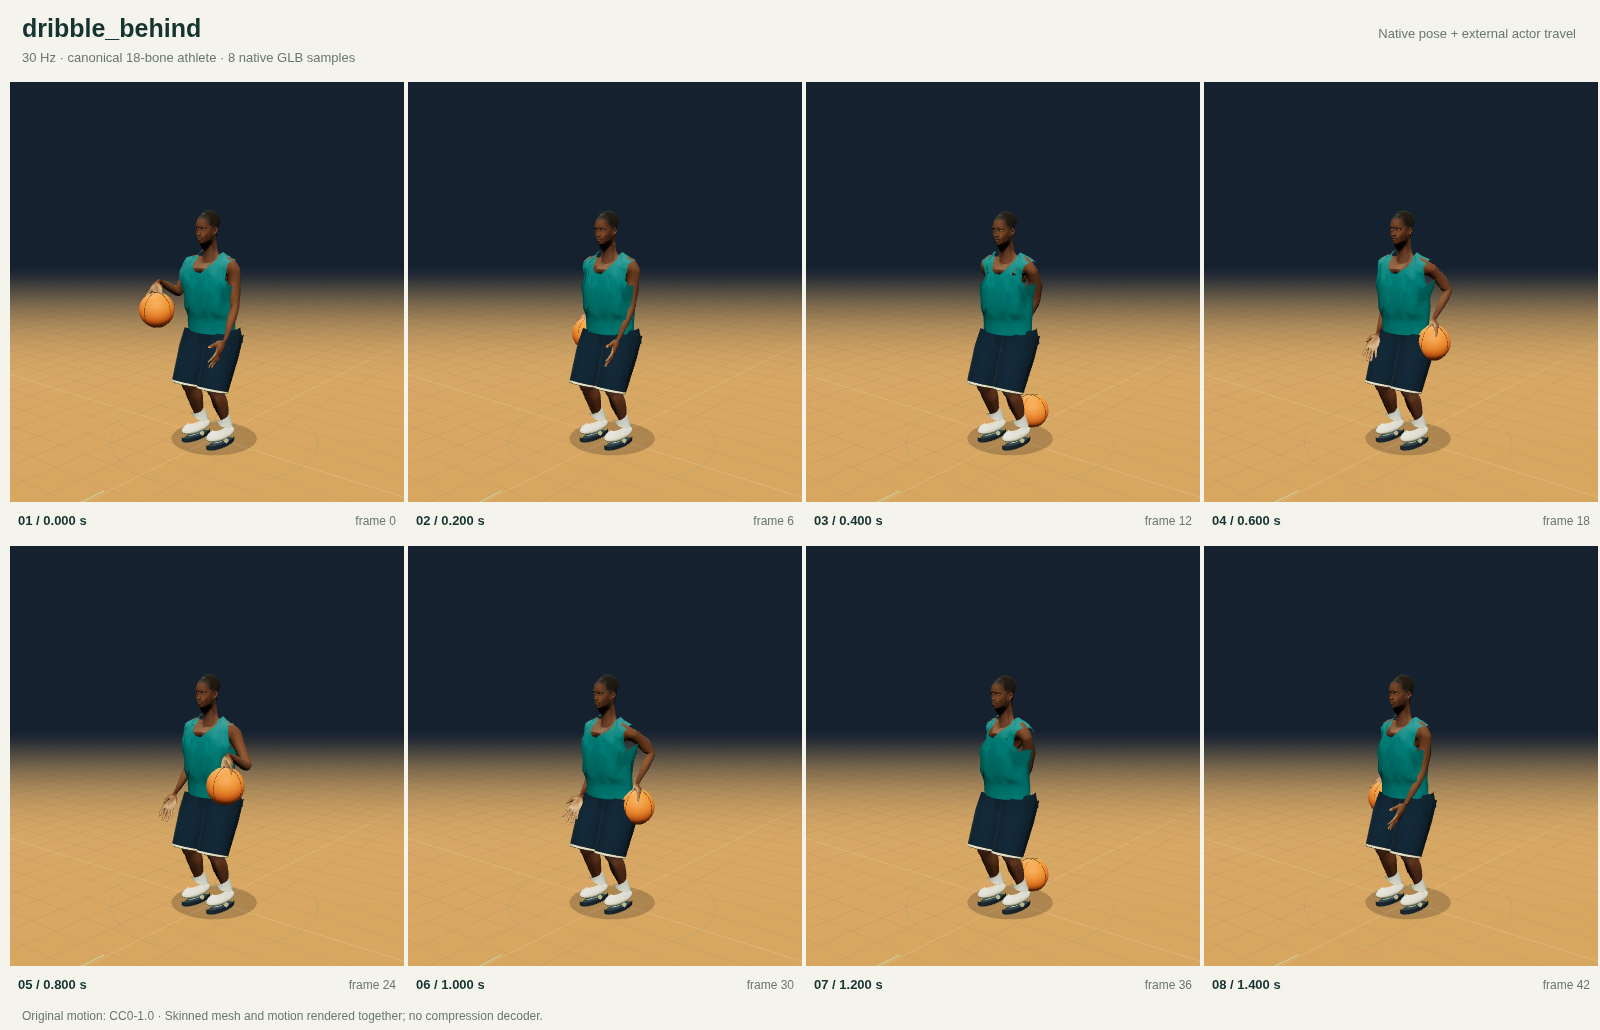 dribble_behind
30 Hz · canonical 18-bone athlete · 8 native GLB samples
Native pose + external actor travel
01 / 0.000 s
frame 0
02 / 0.200 s
frame 6
03 / 0.400 s
frame 12
04 / 0.600 s
frame 18
05 / 0.800 s
frame 24
06 / 1.000 s
frame 30
07 / 1.200 s
frame 36
08 / 1.400 s
frame 42
Original motion: CC0-1.0 · Skinned mesh and motion rendered together; no compression decoder.